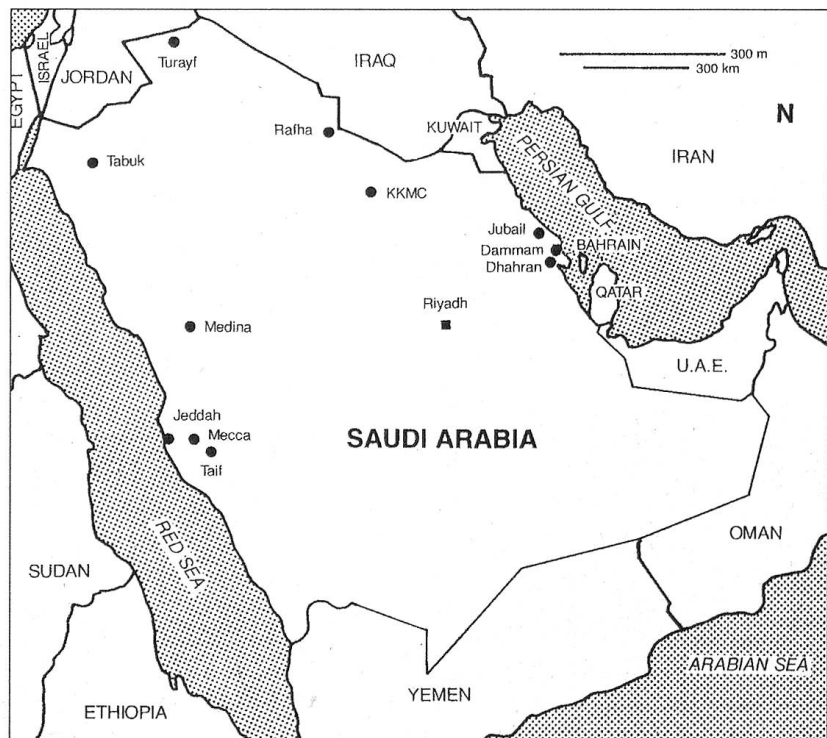 EGYPT
ISRAEL
JORDAN
Turayf
IRAQ
300 m
300 km
N
Rafha
KUWAIT
IRAN
Tabuk
PERSIAN GULF
KKMC
Jubail
Dammam
BAHRAIN
Dhahran
QATAR
Riyadh
Medina
U.A.E.
Jeddah
Mecca
SAUDI ARABIA
Taif
RED SEA
OMAN
SUDAN
ARABIAN SEA
YEMEN
ETHIOPIA